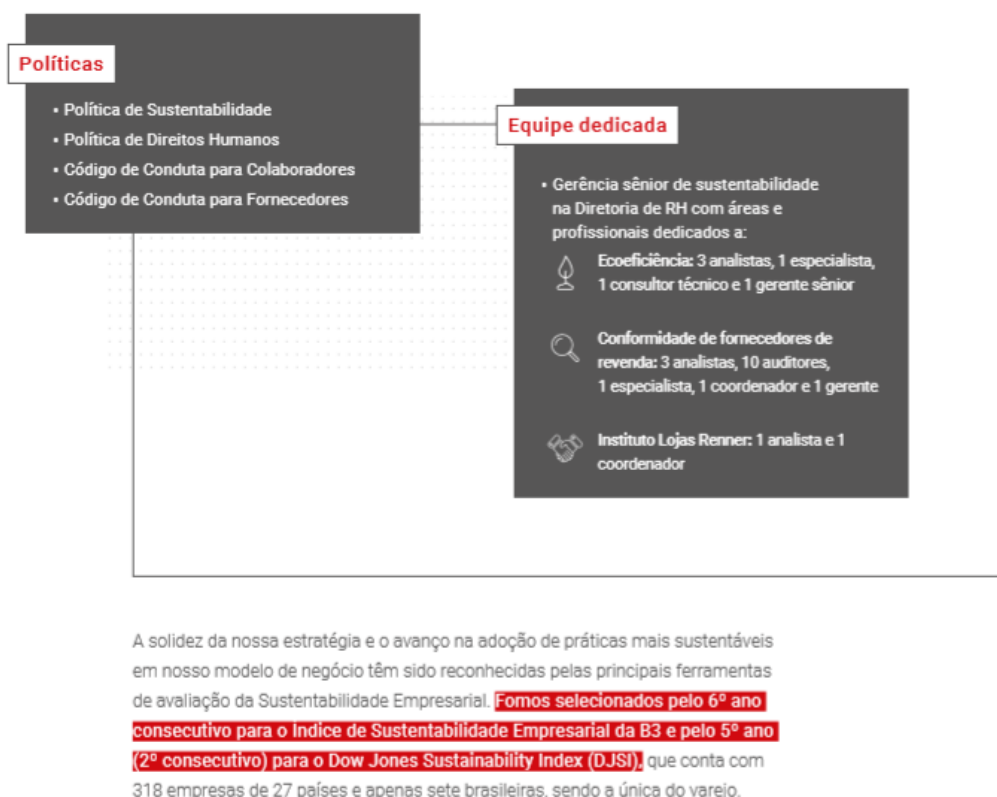 Políticas
• Política de Sustentabilidade
• Política de Direitos Humanos
• Código de Conduta para Colaboradores
• Código de Conduta para Fornecedores
Equipe dedicada
• Gerência sênior de sustentabilidade
na Diretoria de RH com áreas e
profissionais dedicados a:
Ecoeficiência: 3 analistas, 1 especialista,
1 consultor técnico e 1 gerente sênior
Conformidade de fornecedores de
revenda: 3 analistas, 10 auditores,
1 especialista, 1 coordenador e 1 gerente
Instituto Lojas Renner: 1 analista e 1
coordenador
A solidez da nossa estratégia e o avanço na adoção de práticas mais sustentáveis
em nosso modelo de negócio têm sido reconhecidas pelas principais ferramentas
de avaliação da Sustentabilidade Empresarial. Fomos selecionados pelo 6º ano
consecutivo para o Índice de Sustentabilidade Empresarial da B3 e pelo 5º ano
(2º consecutivo) para o Dow Jones Sustainability Index (DJSI), que conta com
318 empresas de 27 países e apenas sete brasileiras, sendo a única do varejo.